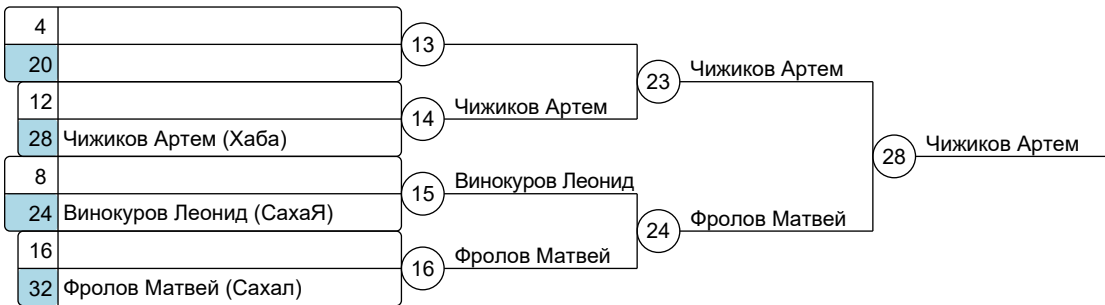 4
13
20
23
Чижиков Артем
12
14
Чижиков Артем
28
Чижиков Артем (Хаба)
28
Чижиков Артем
8
15
Винокуров Леонид
24
Винокуров Леонид (СахаЯ)
24
Фролов Матвей
16
16
Фролов Матвей
32
Фролов Матвей (Сахал)